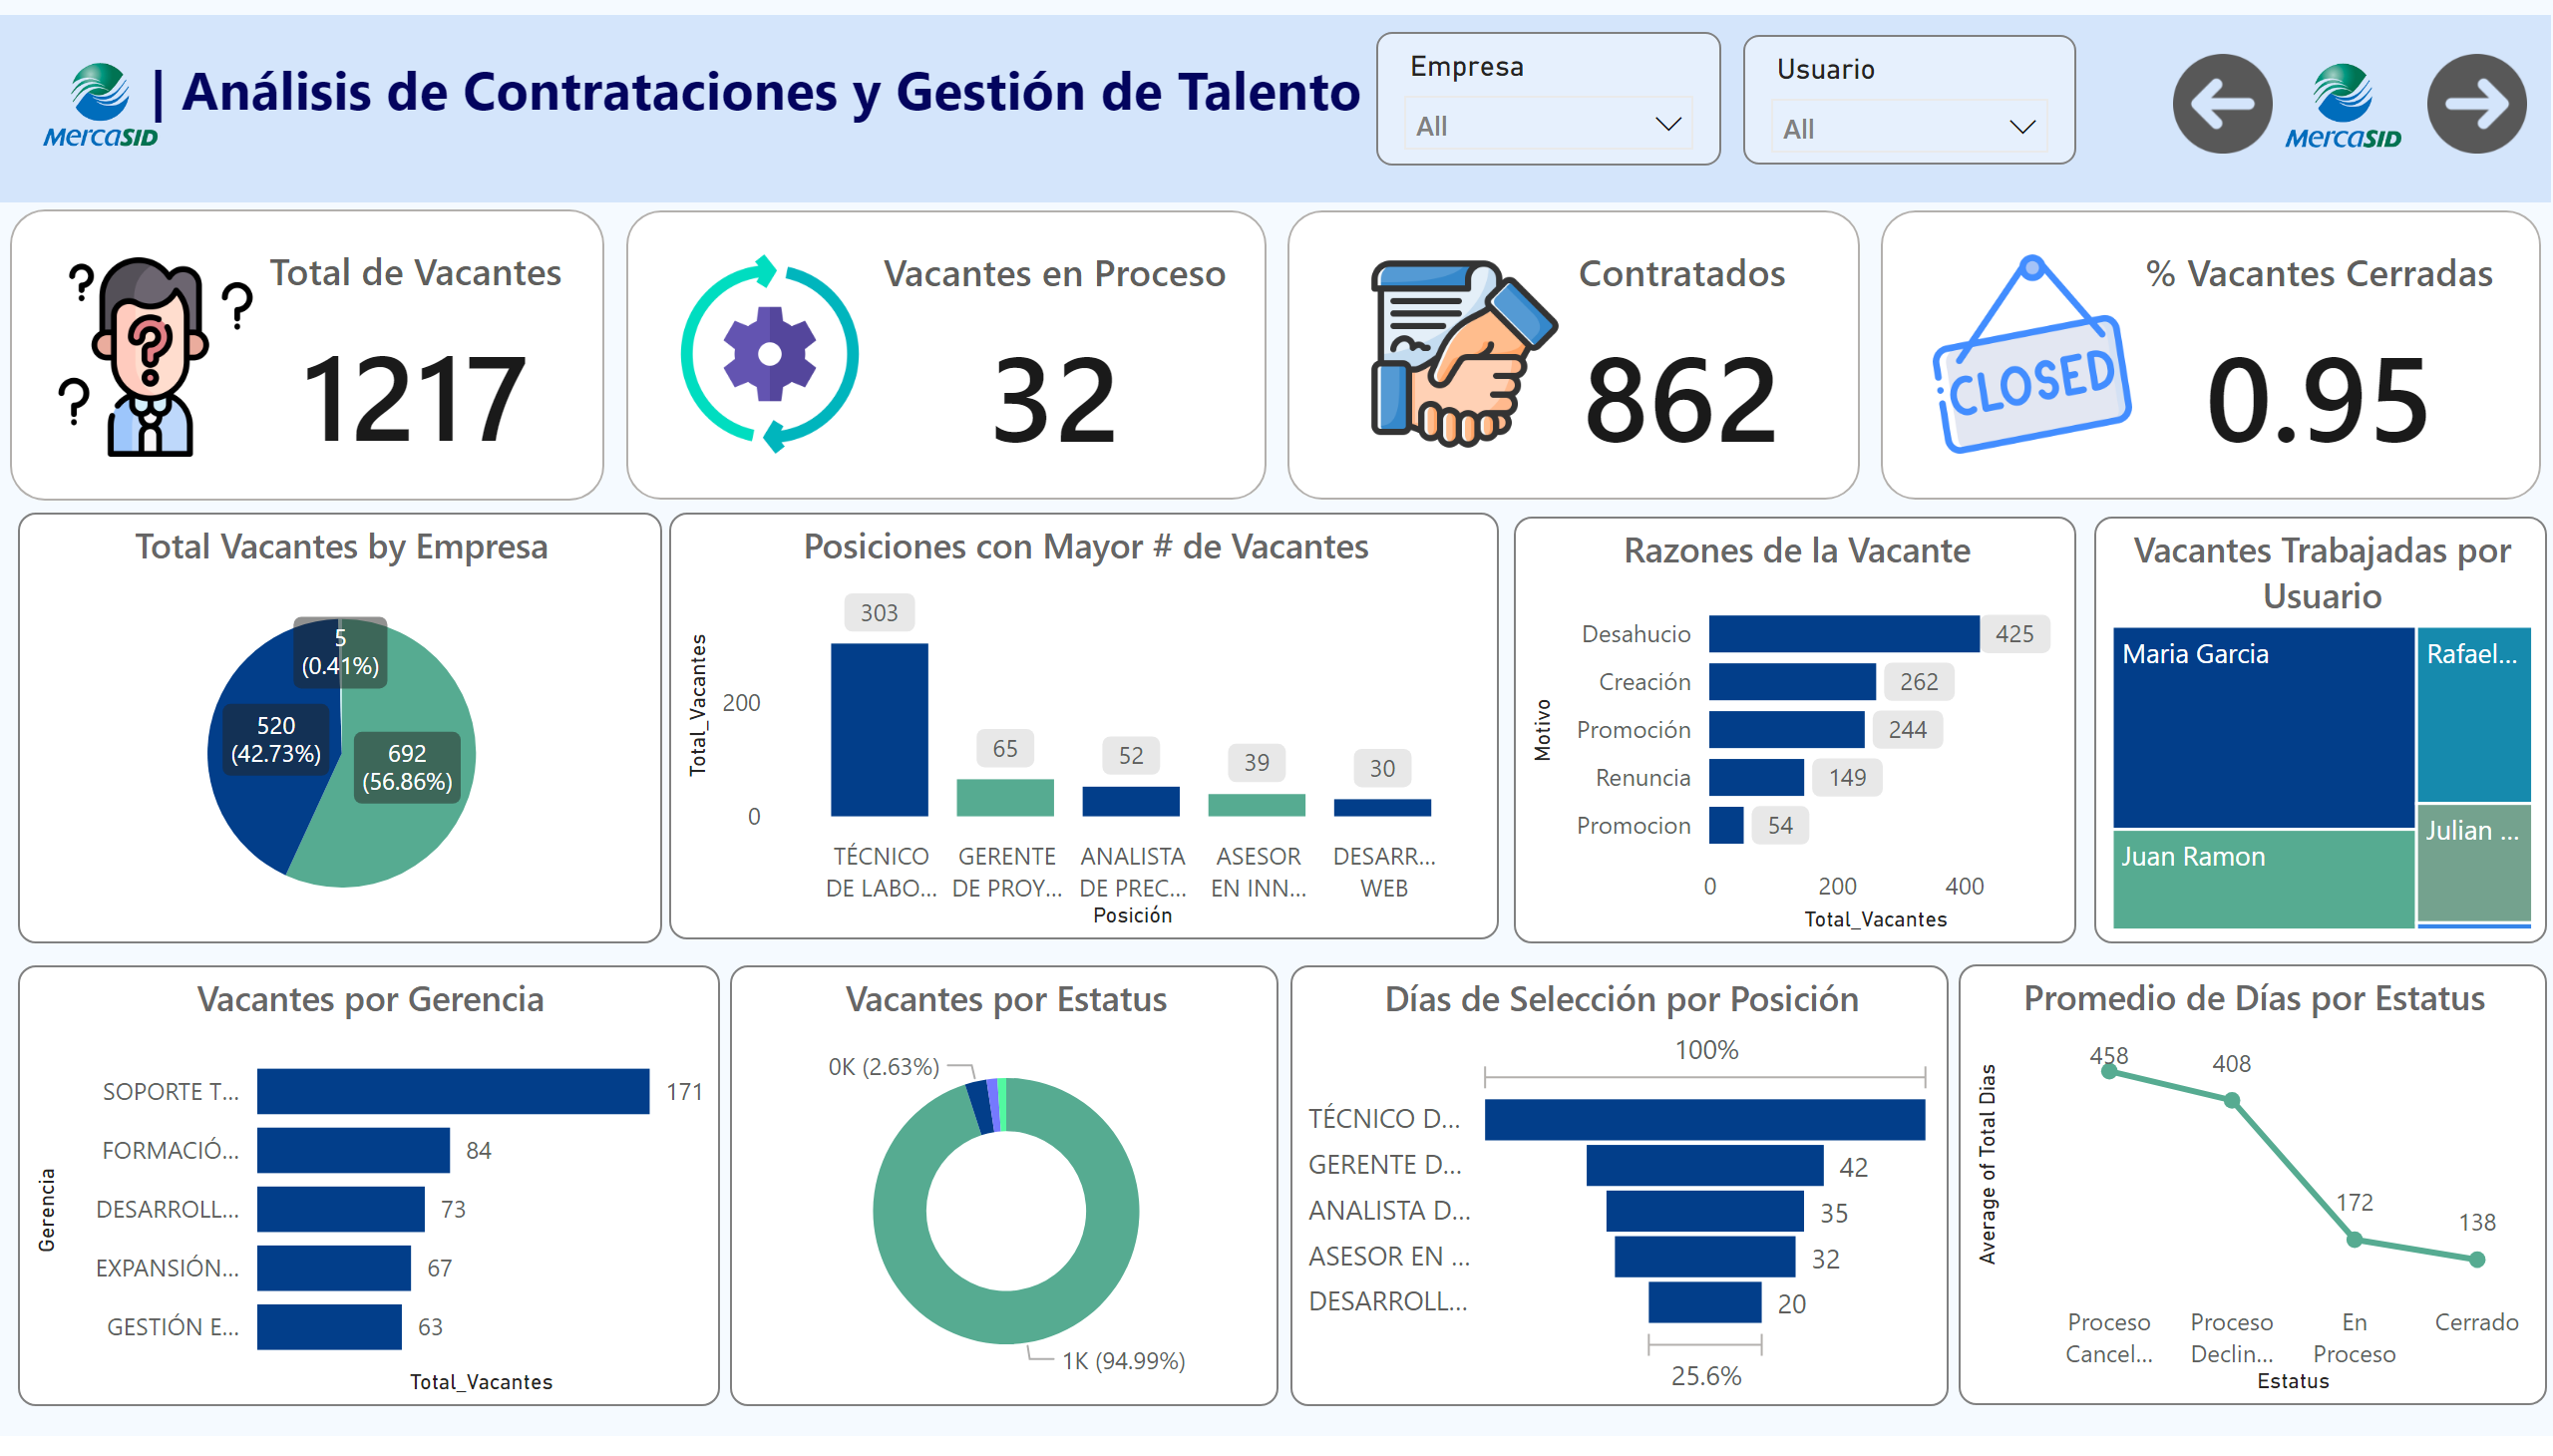 MercaSID
| Análisis de Contrataciones y Gestión de Talento
Empresa
All
Usuario
All
MercaSID
Total de Vacantes
1217
Vacantes en Proceso
32
Contratados
862
CLOSED
% Vacantes Cerradas
0.95
Total Vacantes by Empresa
5
(0.41%)
520
(42.73%)
692
(56.86%)
Posiciones con Mayor # de Vacantes
Total_Vacantes
200
0
303
65
52
39
30
TÉCNICO
DE LABO...
GERENTE
DE PROY...
ANALISTA
DE PREC...
ASESOR
EN INN...
DESARR...
WEB
Posición
Razones de la Vacante
Motivo
Desahucio 425
Creación 262
Promoción 244
Renuncia 149
Promocion 54
0 200 400
Total_Vacantes
Vacantes Trabajadas por
Usuario
Maria Garcia
Rafael...
Julian ...
Juan Ramon
Vacantes por Gerencia
Gerencia
SOPORTE T... 171
FORMACIÓ... 84
DESARROLL... 73
EXPANSIÓN... 67
GESTIÓN E... 63
Total_Vacantes
Vacantes por Estatus
0K (2.63%)
1K (94.99%)
Días de Selección por Posición
100%
TÉCNICO D...
GERENTE D... 42
ANALISTA D... 35
ASESOR EN ... 32
DESARROLL... 20
25.6%
Promedio de Días por Estatus
Average of Total Dias
458
408
172
138
Proceso
Cancel...
Proceso
Declin...
En
Proceso
Cerrado
Estatus